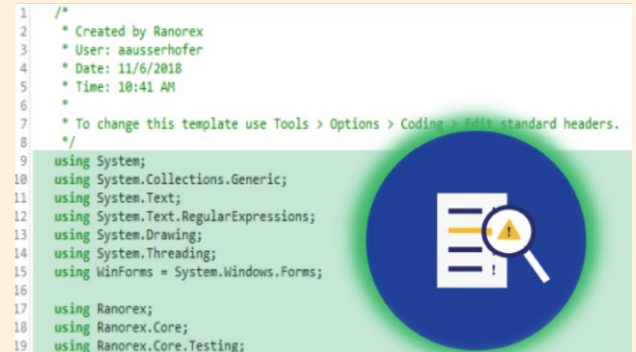 1 /*
2 * Created by Ranorex
3 * User: aausserhofer
4 * Date: 11/6/2018
5 * Time: 10:41 AM
6 *
7 * To change this template use Tools > Options > Coding > Edit standard headers.
8 */
9 using System;
10 using System.Collections.Generic;
11 using System.Text;
12 using System.Text.RegularExpressions;
13 using System.Drawing;
14 using System.Threading;
15 using WinForms = System.Windows.Forms;
16
17 using Ranorex;
18 using Ranorex.Core;
19 using Ranorex.Core.Testing;